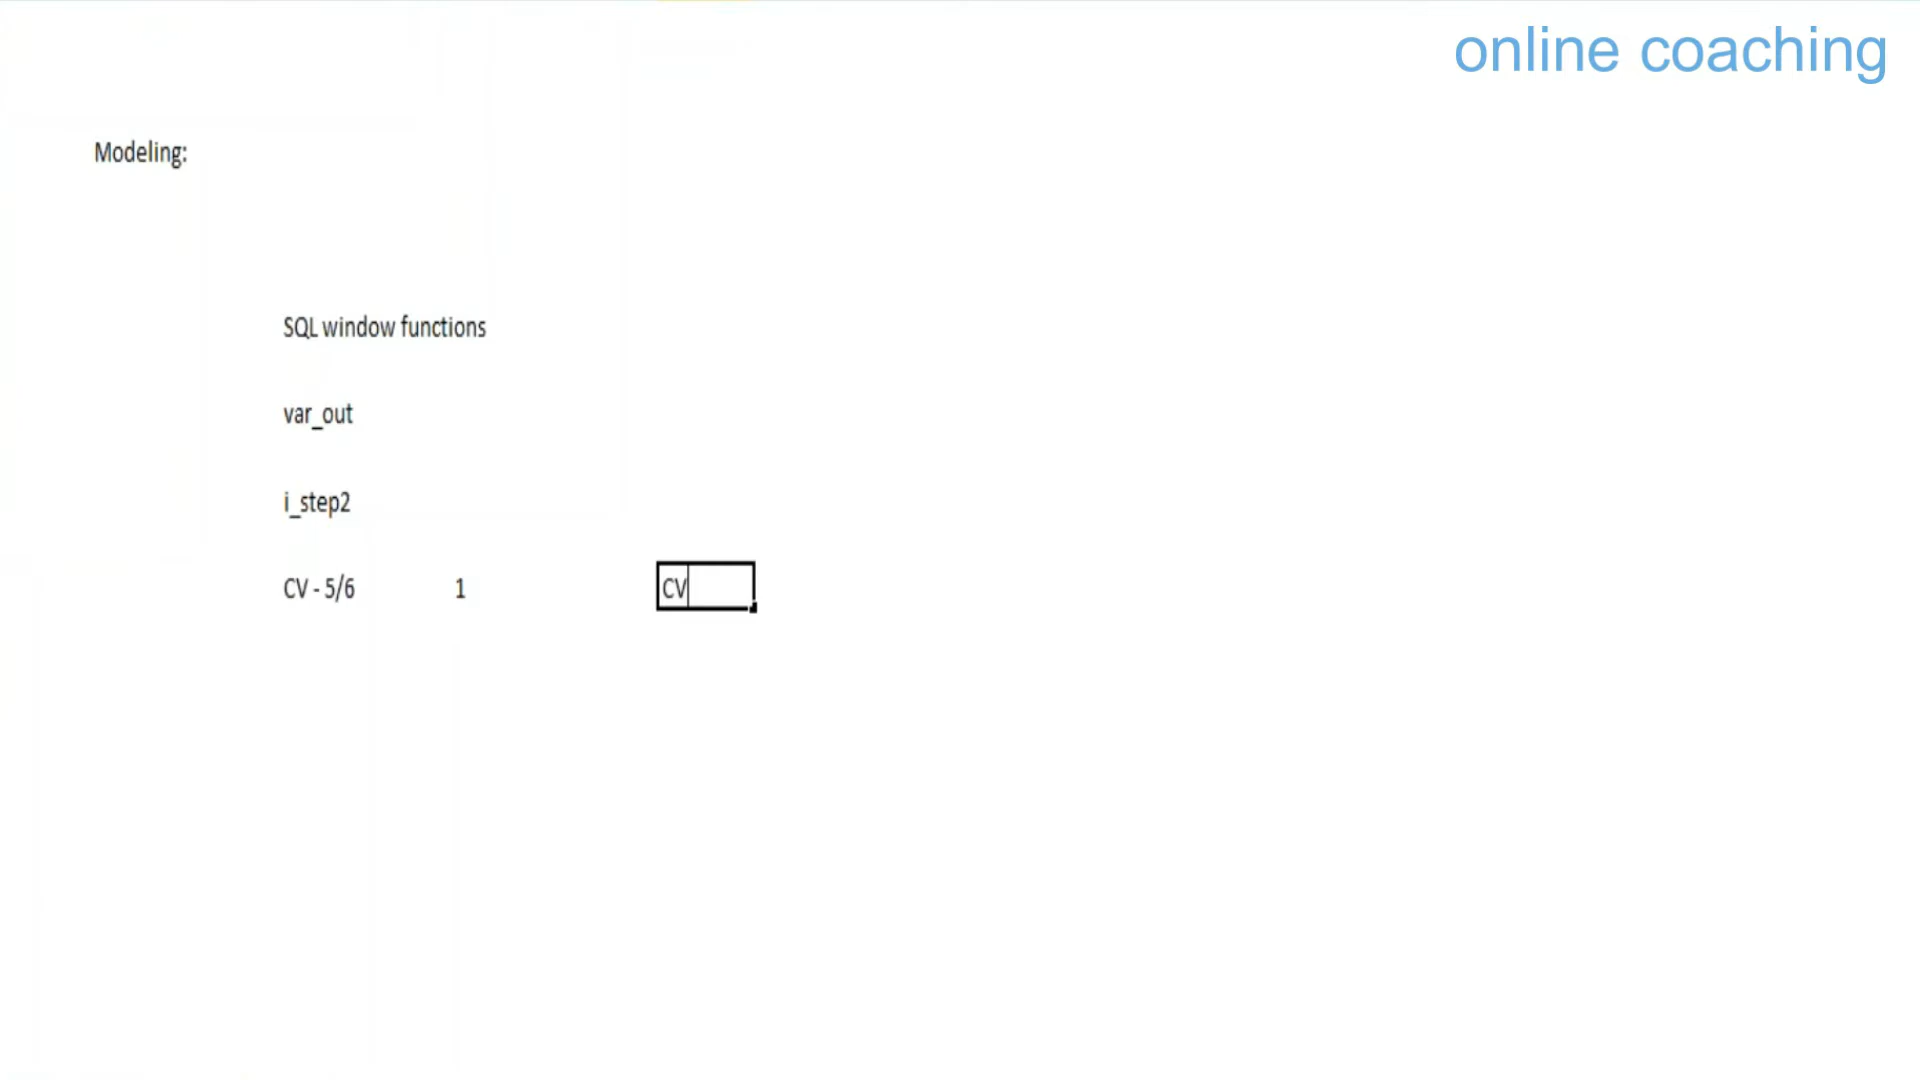 online coaching
Modeling:
SQL window functions
var_out
i_step2
CV - 5/6 1 CV